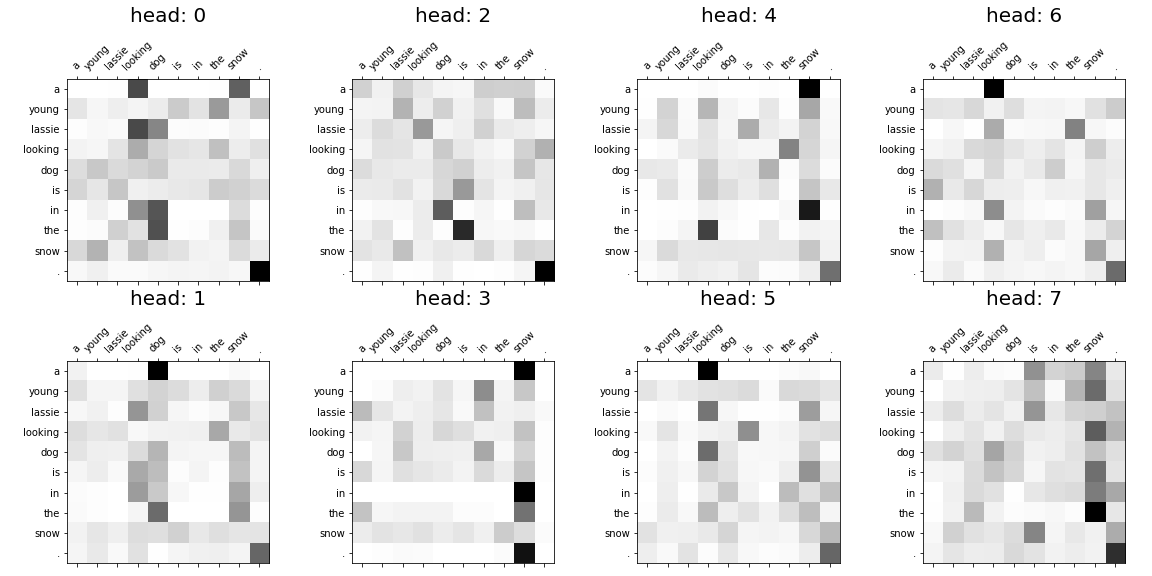 head: 0 head: 2 head: 4 head: 6
a young lassie looking dog is in the snow . a young lassie looking dog is in the snow . a young lassie looking dog is in the snow . a young lassie looking dog is in the snow .
a a a a
young young young young
lassie lassie lassie lassie
looking looking looking looking
dog dog dog dog
is is is is
in in in in
the the the the
snow snow snow snow
. . . .
head: 1 head: 3 head: 5 head: 7
a young lassie looking dog is in the snow . a young lassie looking dog is in the snow . a young lassie looking dog is in the snow . a young lassie looking dog is in the snow .
a a a a
young young young young
lassie lassie lassie lassie
looking looking looking looking
dog dog dog dog
is is is is
in in in in
the the the the
snow snow snow snow
. . . .